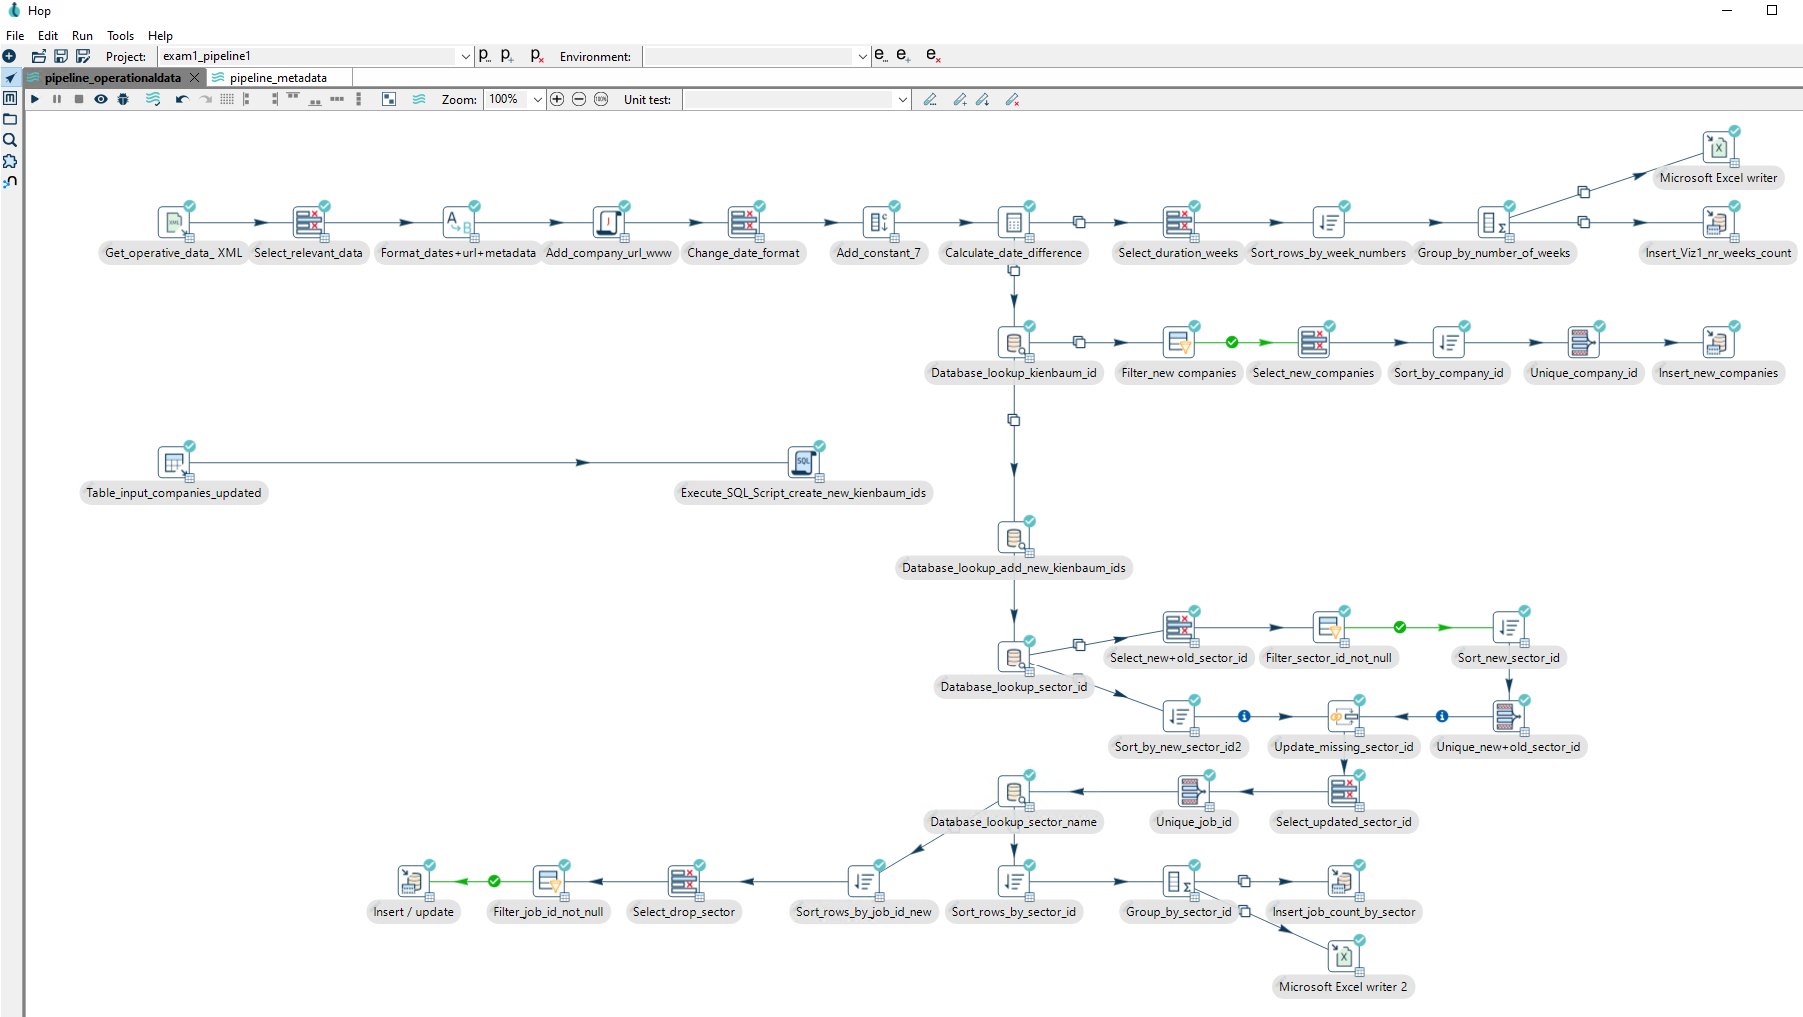 Hop
File Edit Run Tools Help
Project: exam1_pipeline1 Environment:
pipeline_operationaldata pipeline_metadata
Zoom: 100% Unit test:
Microsoft Excel writer
Get_operative_data_ XML Select_relevant_data Format_dates+url+metadata Add_company_url_www Change_date_format Add_constant_7 Calculate_date_difference Select_duration_weeks Sort_rows_by_week_numbers Group_by_number_of_weeks Insert_Viz1_nr_weeks_count
Database_lookup_kienbaum_id Filter_new companies Select_new_companies Sort_by_company_id Unique_company_id Insert_new_companies
Table_input_companies_updated Execute_SQL_Script_create_new_kienbaum_ids
Database_lookup_add_new_kienbaum_ids
Select_new+old_sector_id Filter_sector_id_not_null Sort_new_sector_id
Database_lookup_sector_id
Sort_by_new_sector_id2 Update_missing_sector_id Unique_new+old_sector_id
Database_lookup_sector_name Unique_job_id Select_updated_sector_id
Insert / update Filter_job_id_not_null Select_drop_sector Sort_rows_by_job_id_new Sort_rows_by_sector_id Group_by_sector_id Insert_job_count_by_sector
Microsoft Excel writer 2